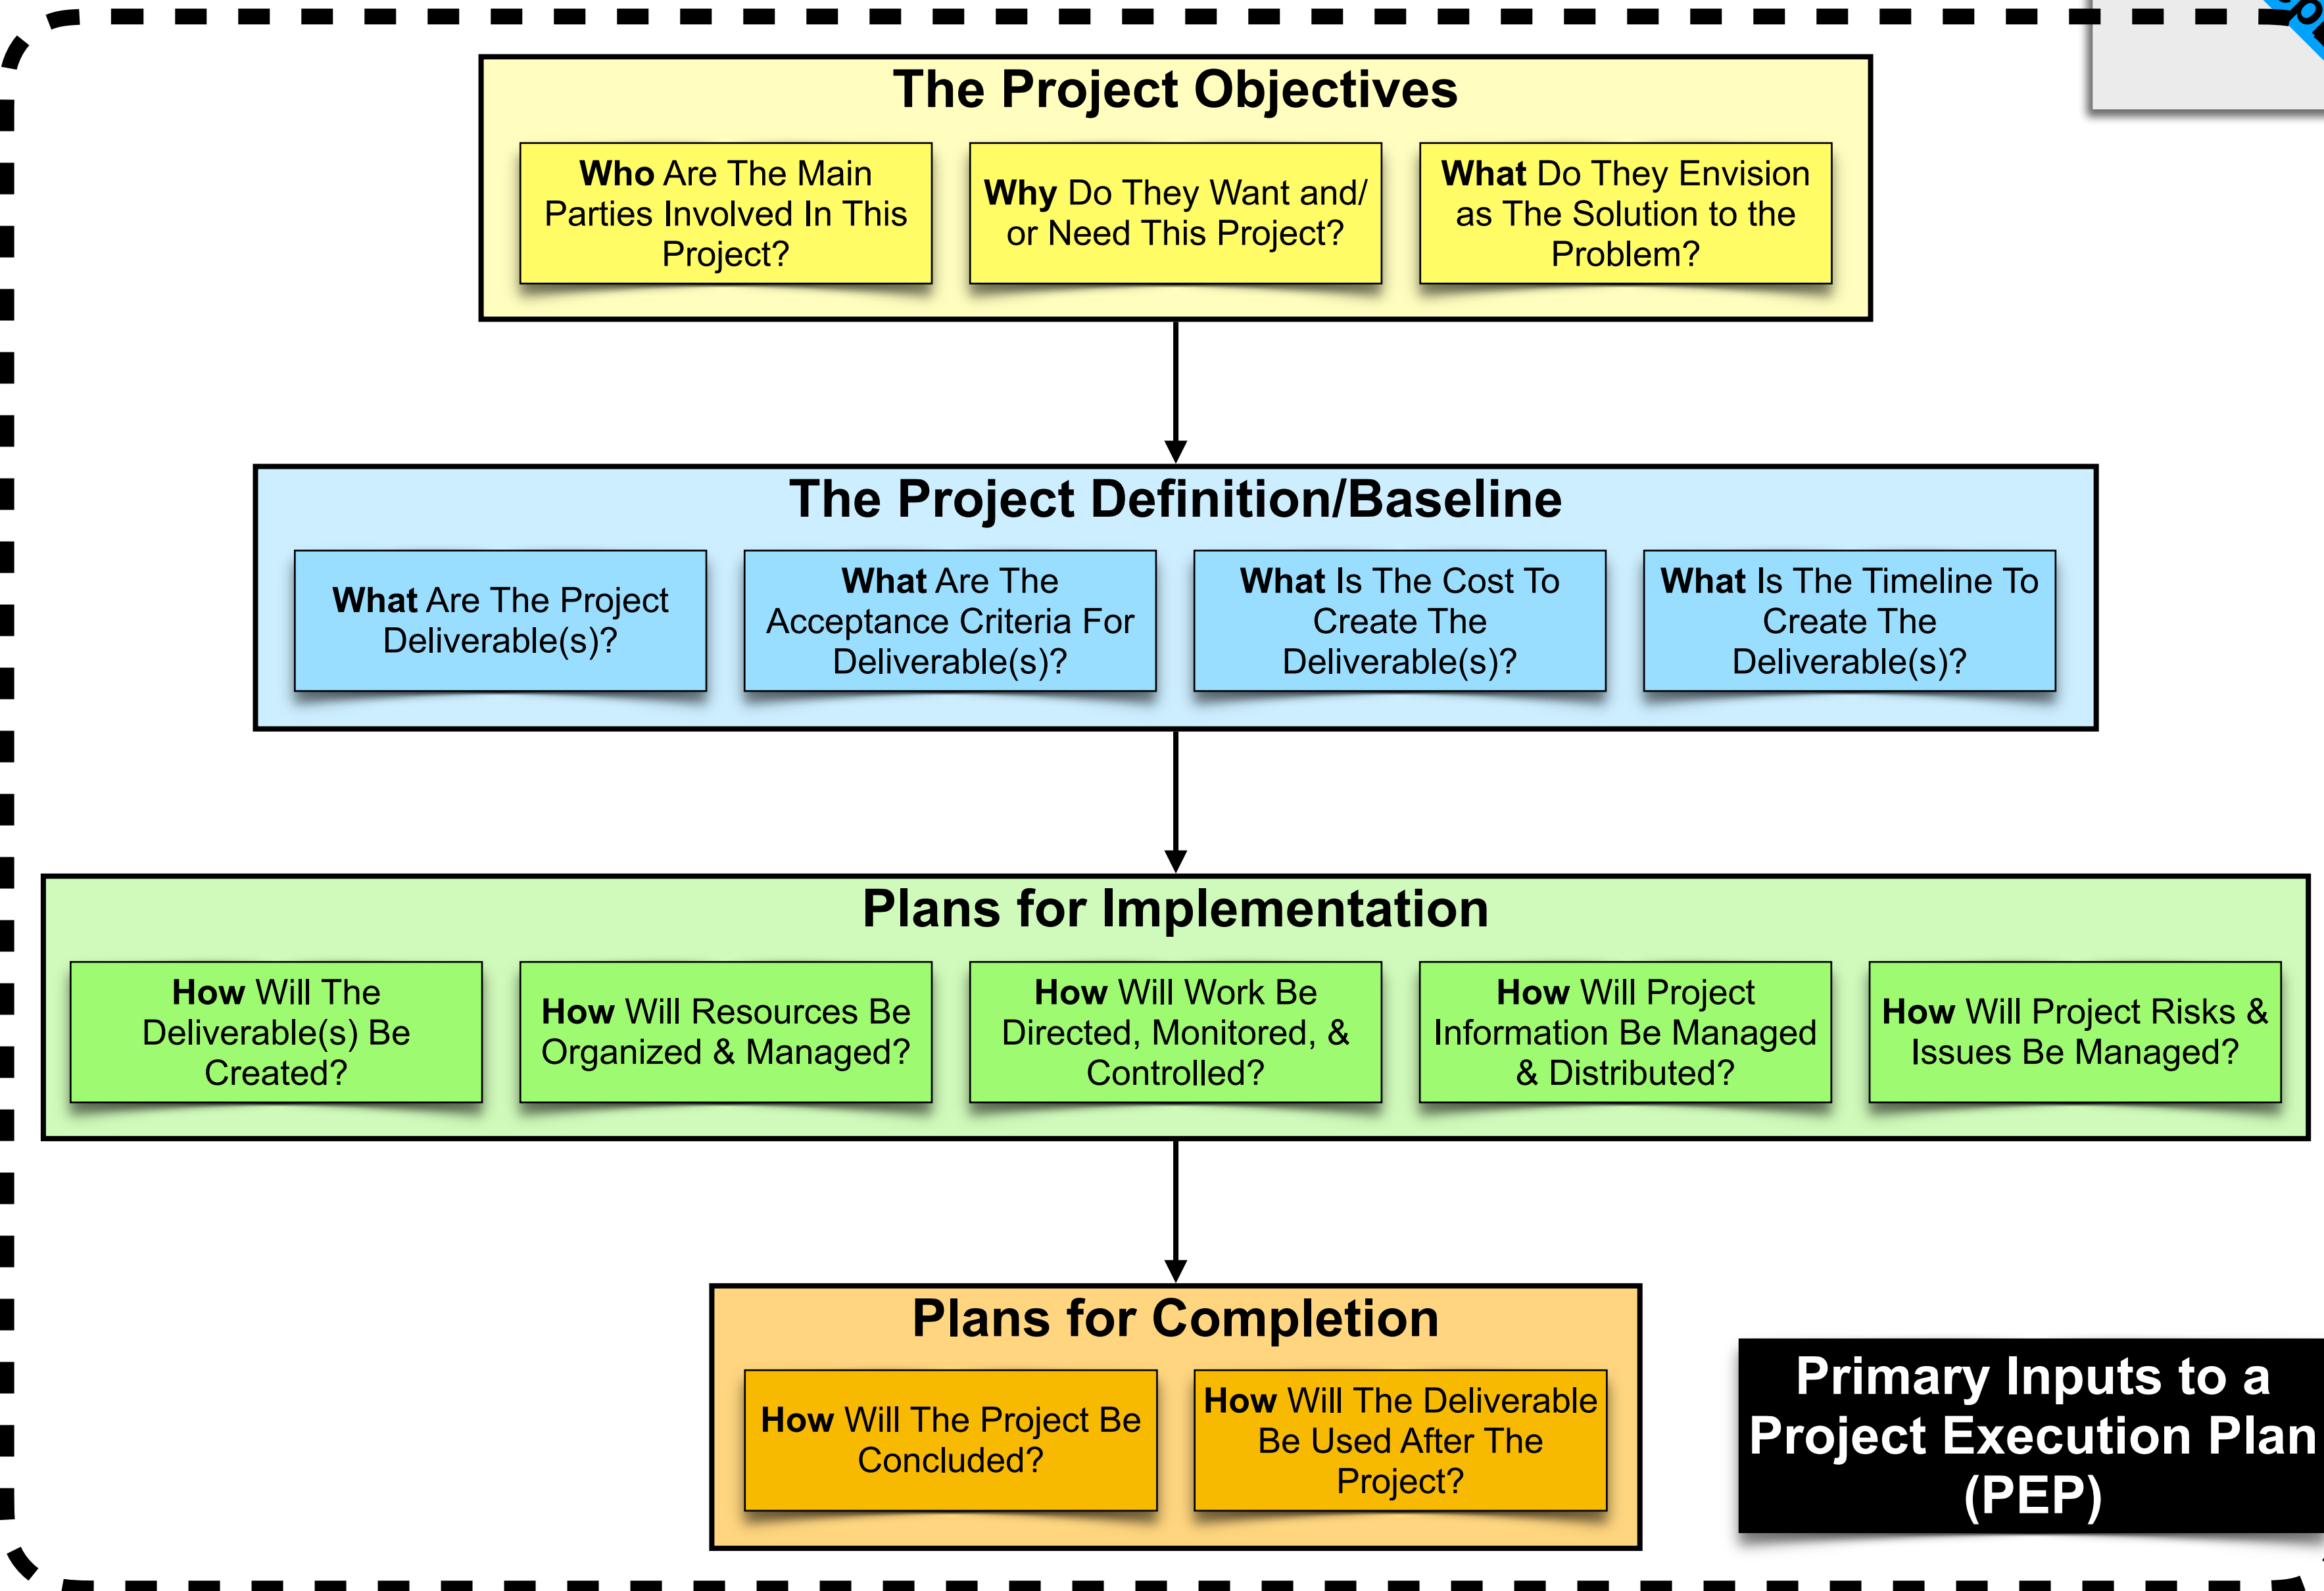 The Project Objectives
Who Are The Main
Parties Involved In This
Project?
Why Do They Want and/
or Need This Project?
What Do They Envision
as The Solution to the
Problem?
The Project Definition/Baseline
What Are The Project
Deliverable(s)?
What Are The
Acceptance Criteria For
Deliverable(s)?
What Is The Cost To
Create The
Deliverable(s)?
What Is The Timeline To
Create The
Deliverable(s)?
Plans for Implementation
How Will The
Deliverable(s) Be
Created?
How Will Resources Be
Organized & Managed?
How Will Work Be
Directed, Monitored, &
Controlled?
How Will Project
Information Be Managed
& Distributed?
How Will Project Risks &
Issues Be Managed?
Plans for Completion
How Will The Project Be
Concluded?
How Will The Deliverable
Be Used After The
Project?
Primary Inputs to a
Project Execution Plan
(PEP)